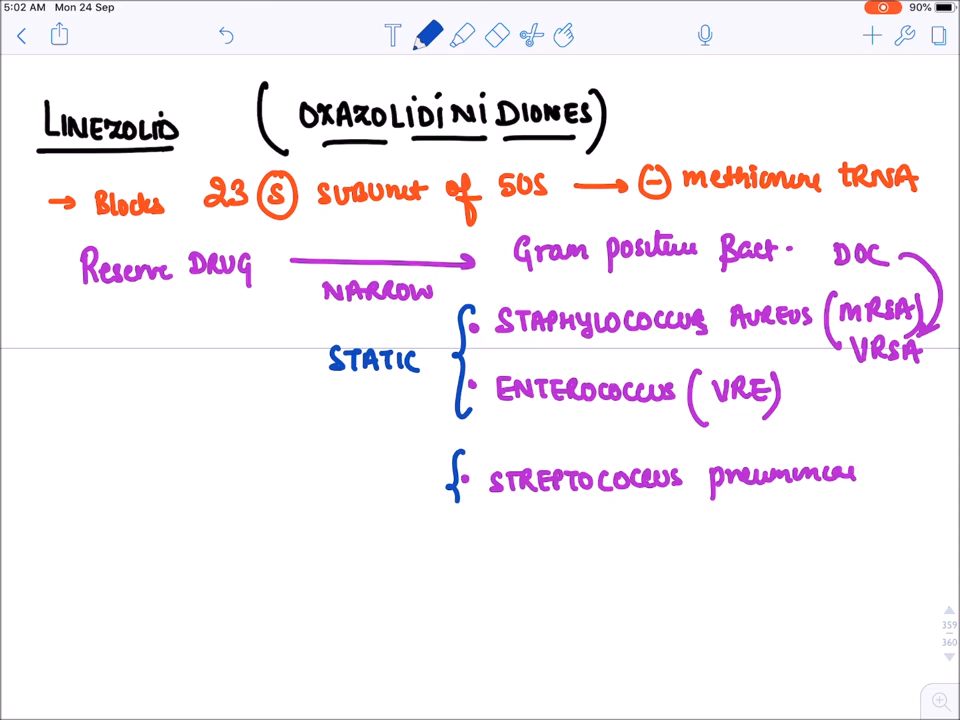 5:02 AM Mon 24 Sep 90%
T
LINEZOLID (OXAZOLIDINIDIONES)
→ Blocks 23 S SUBUNIT of 50S → - methionine tRNA
Reserve DRUG → Gram positive Bact. DOC
NARROW
STAPHYLOCOCCUS AUREUS (MRSA)
VRSA
STATIC
ENTEROCOCCUS (VRE)
STREPTOCOCCUS pneumoniae
359
360